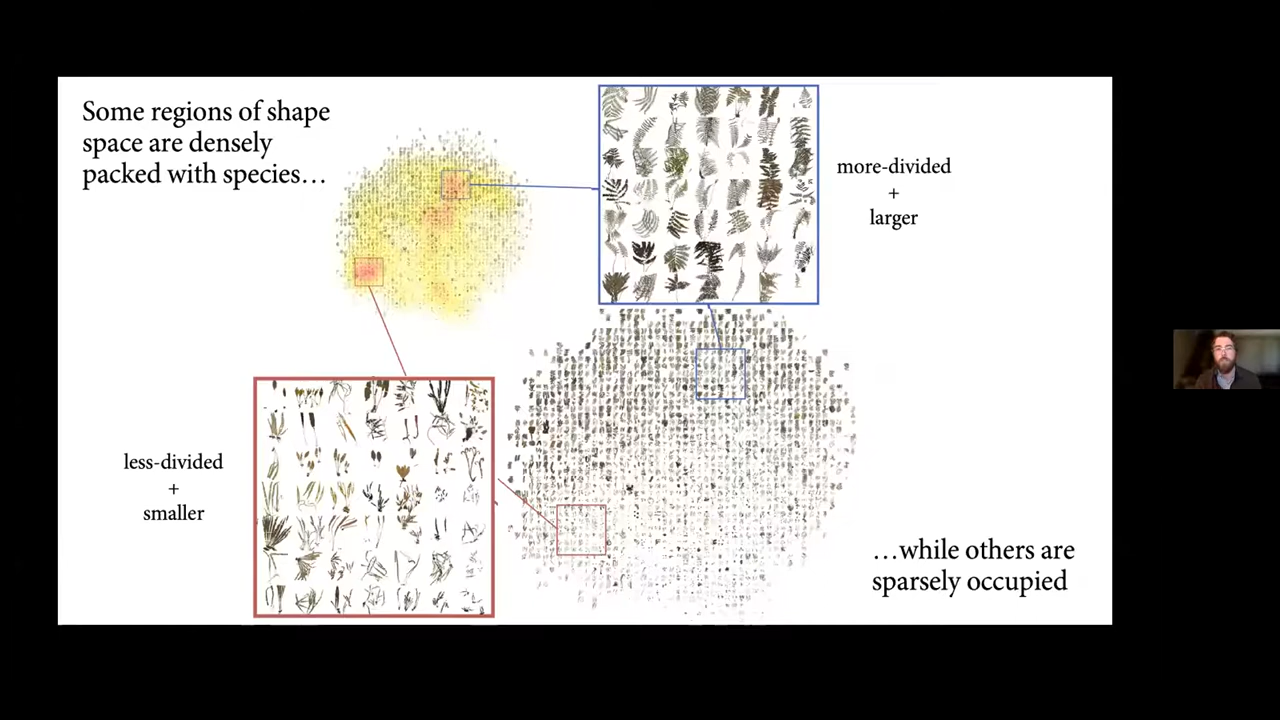 Some regions of shape
space are densely
packed with species…
more-divided
+
larger
less-divided
+
smaller
…while others are
sparsely occupied